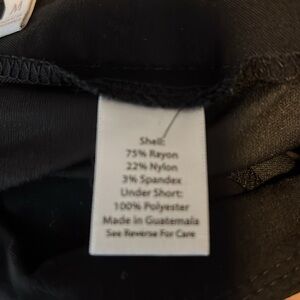 M
Shell:
75% Rayon
22% Nylon
3% Spandex
Under Short:
100% Polyester
Made in Guatemala
See Reverse For Care